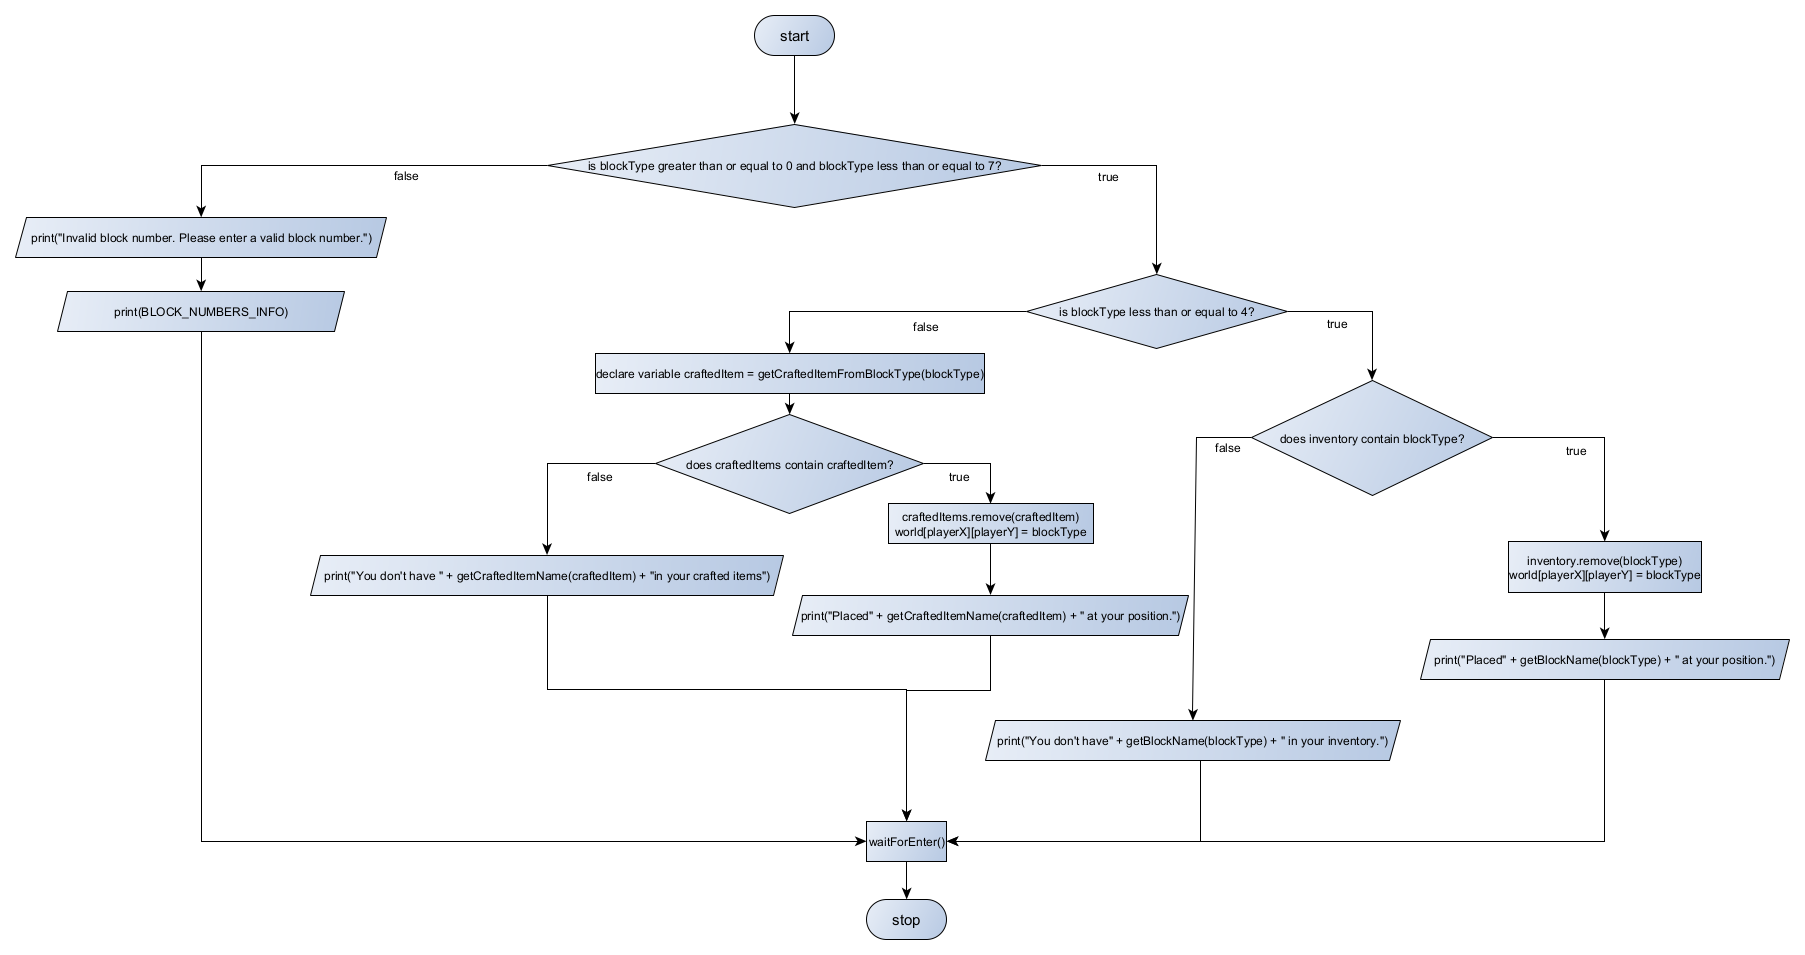 start
is blockType greater than or equal to 0 and blockType less than or equal to 7?
false
true
print("Invalid block number. Please enter a valid block number.")
print(BLOCK_NUMBERS_INFO)
is blockType less than or equal to 4?
false
true
declare variable craftedItem = getCraftedItemFromBlockType(blockType)
does inventory contain blockType?
false
true
does craftedItems contain craftedItem?
false
true
craftedItems.remove(craftedItem)
world[playerX][playerY] = blockType
inventory.remove(blockType)
world[playerX][playerY] = blockType
print("You don't have " + getCraftedItemName(craftedItem) + "in your crafted items")
print("Placed" + getCraftedItemName(craftedItem) + " at your position.")
print("Placed" + getBlockName(blockType) + " at your position.")
print("You don't have" + getBlockName(blockType) + " in your inventory.")
waitForEnter()
stop